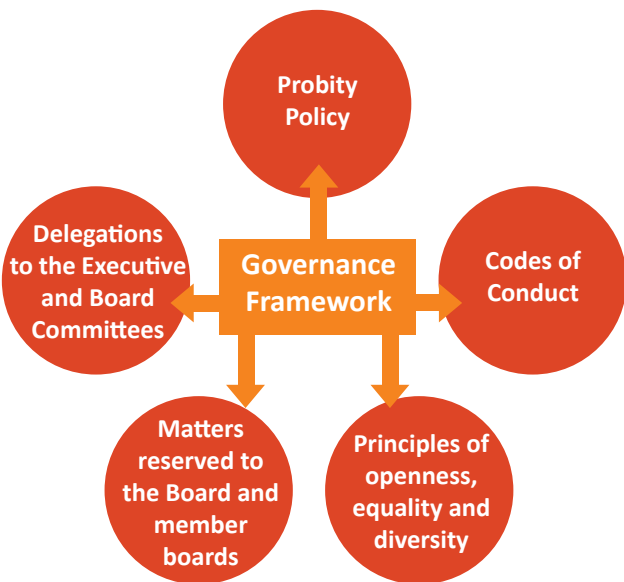 Probity
Policy
Delegations
to the Executive
and Board
Committees
Governance
Framework
Codes of
Conduct
Matters
reserved to
the Board and
member
boards
Principles of
openness,
equality and
diversity